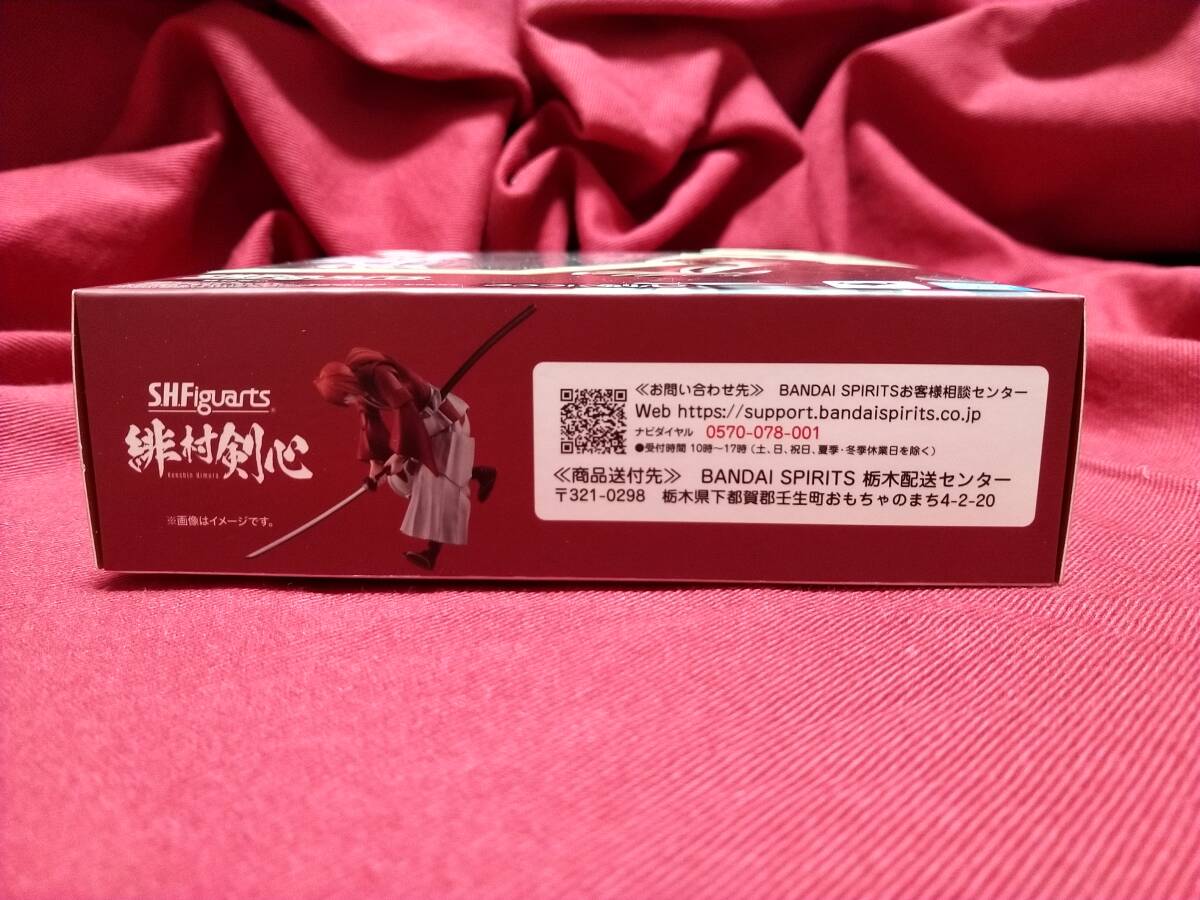 S.H.Figuarts
緋村剣心
Kenshin Himura
※画像はイメージです。
≪お問い合わせ先≫ BANDAI SPIRITSお客様相談センター
Web https://support.bandaispirits.co.jp
ナビダイヤル 0570-078-001
●受付時間 10時〜17時（土、日、祝日、夏季・冬季休業日を除く）
≪商品送付先≫ BANDAI SPIRITS 栃木配送センター
〒321-0298 栃木県下都賀郡壬生町おもちゃのまち4-2-20